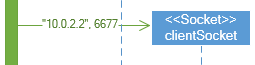 "10.0.2.2", 6677
<<Socket>>
clientSocket